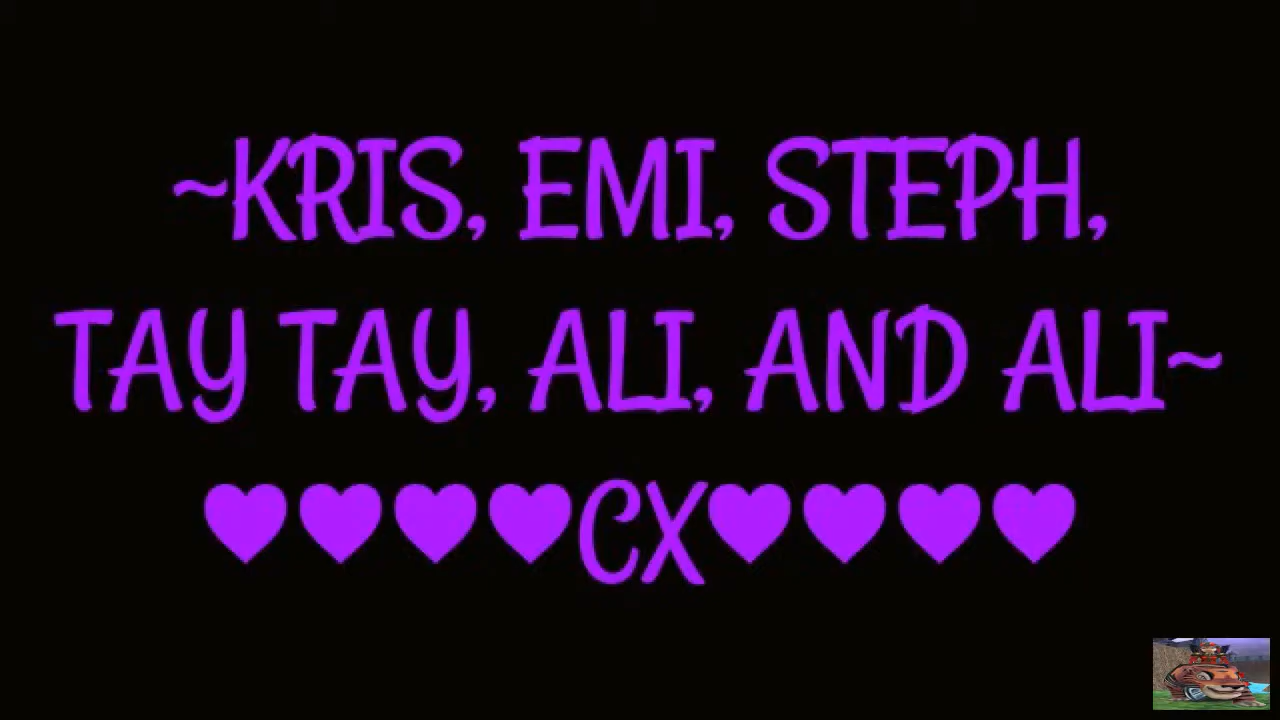 ~KRIS, EMI, STEPH,
TAY TAY, ALI, AND ALI~
♥♥♥♥CX♥♥♥♥